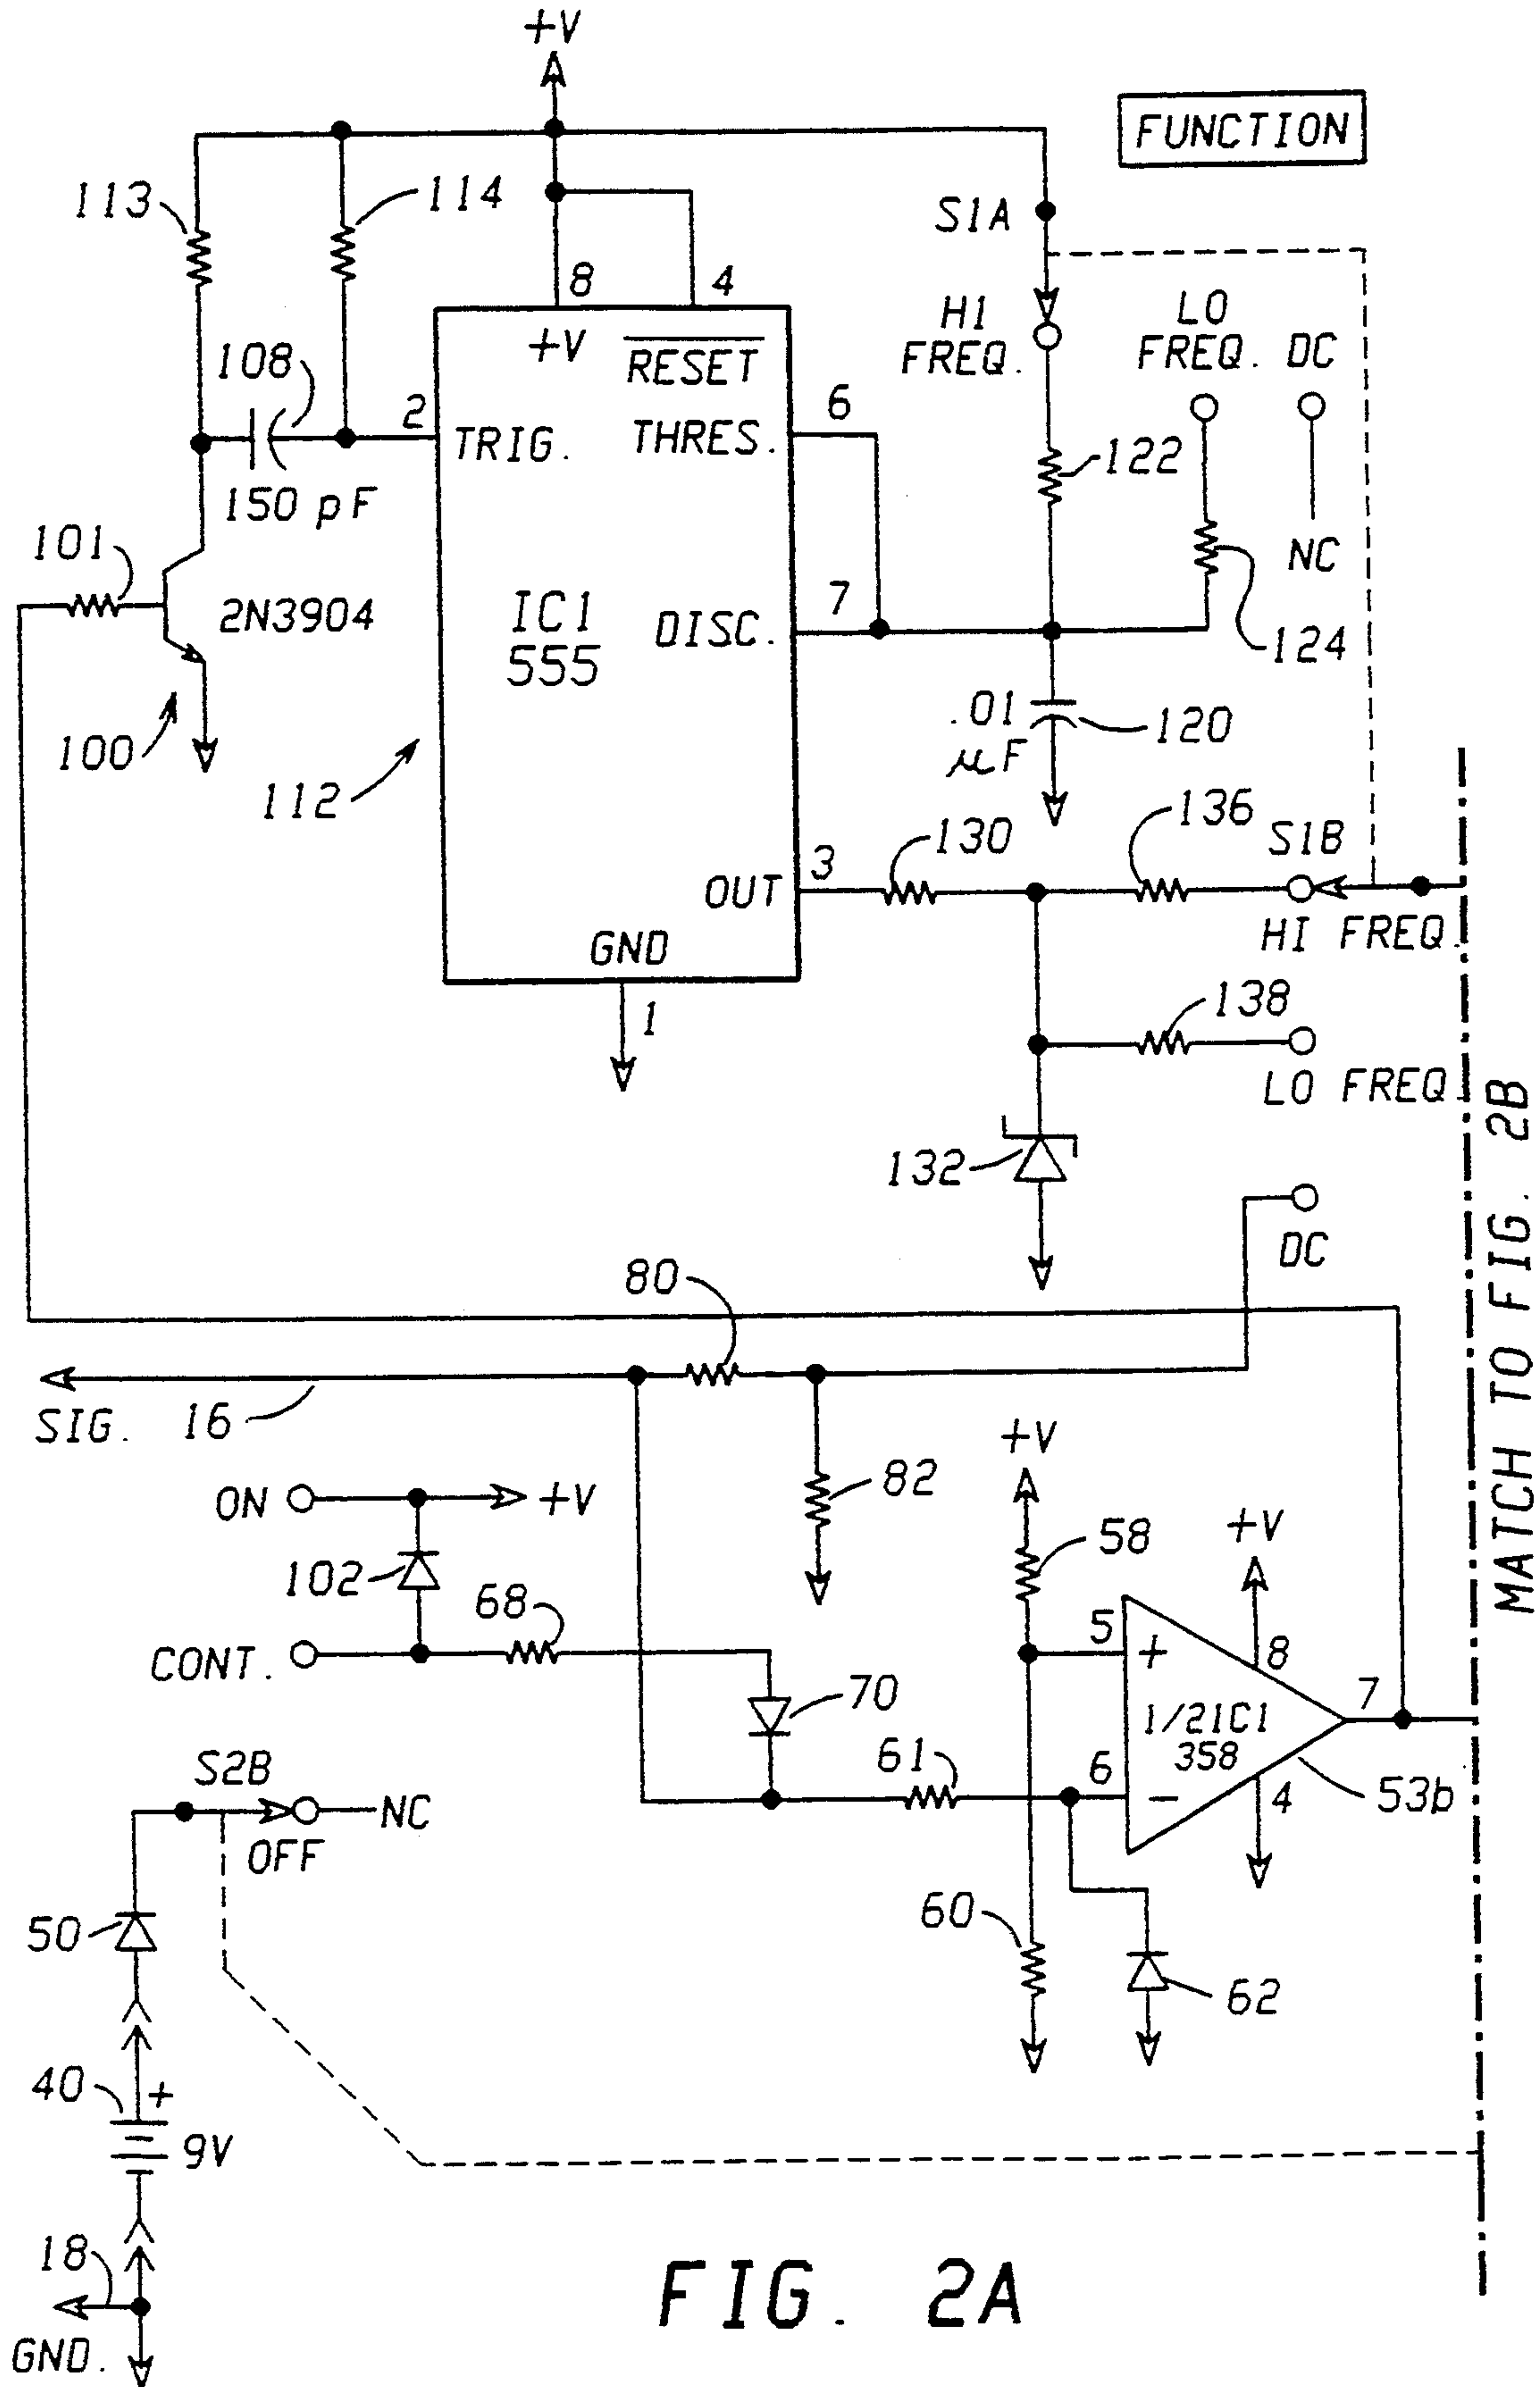 +V
FUNCTION
113
114
S1A
8
4
+V
RESET
HI
FREQ.
LO
FREQ.
DC
108
2
TRIG.
THRES.
6
122
150 pF
NC
101
2N3904
IC1
555
DISC.
7
124
.01
µF
120
100
112
130
136
S1B
3
OUT
HI FREQ.
GND
1
138
LO FREQ.
132
DC
80
SIG.
16
+V
82
ON
+V
58
+V
102
68
5
+
8
CONT.
70
7
1/21C1
358
61
6
−
4
53b
S2B
NC
OFF
50
60
62
40
+
9V
18
GND.
MATCH TO FIG. 2B
FIG. 2A